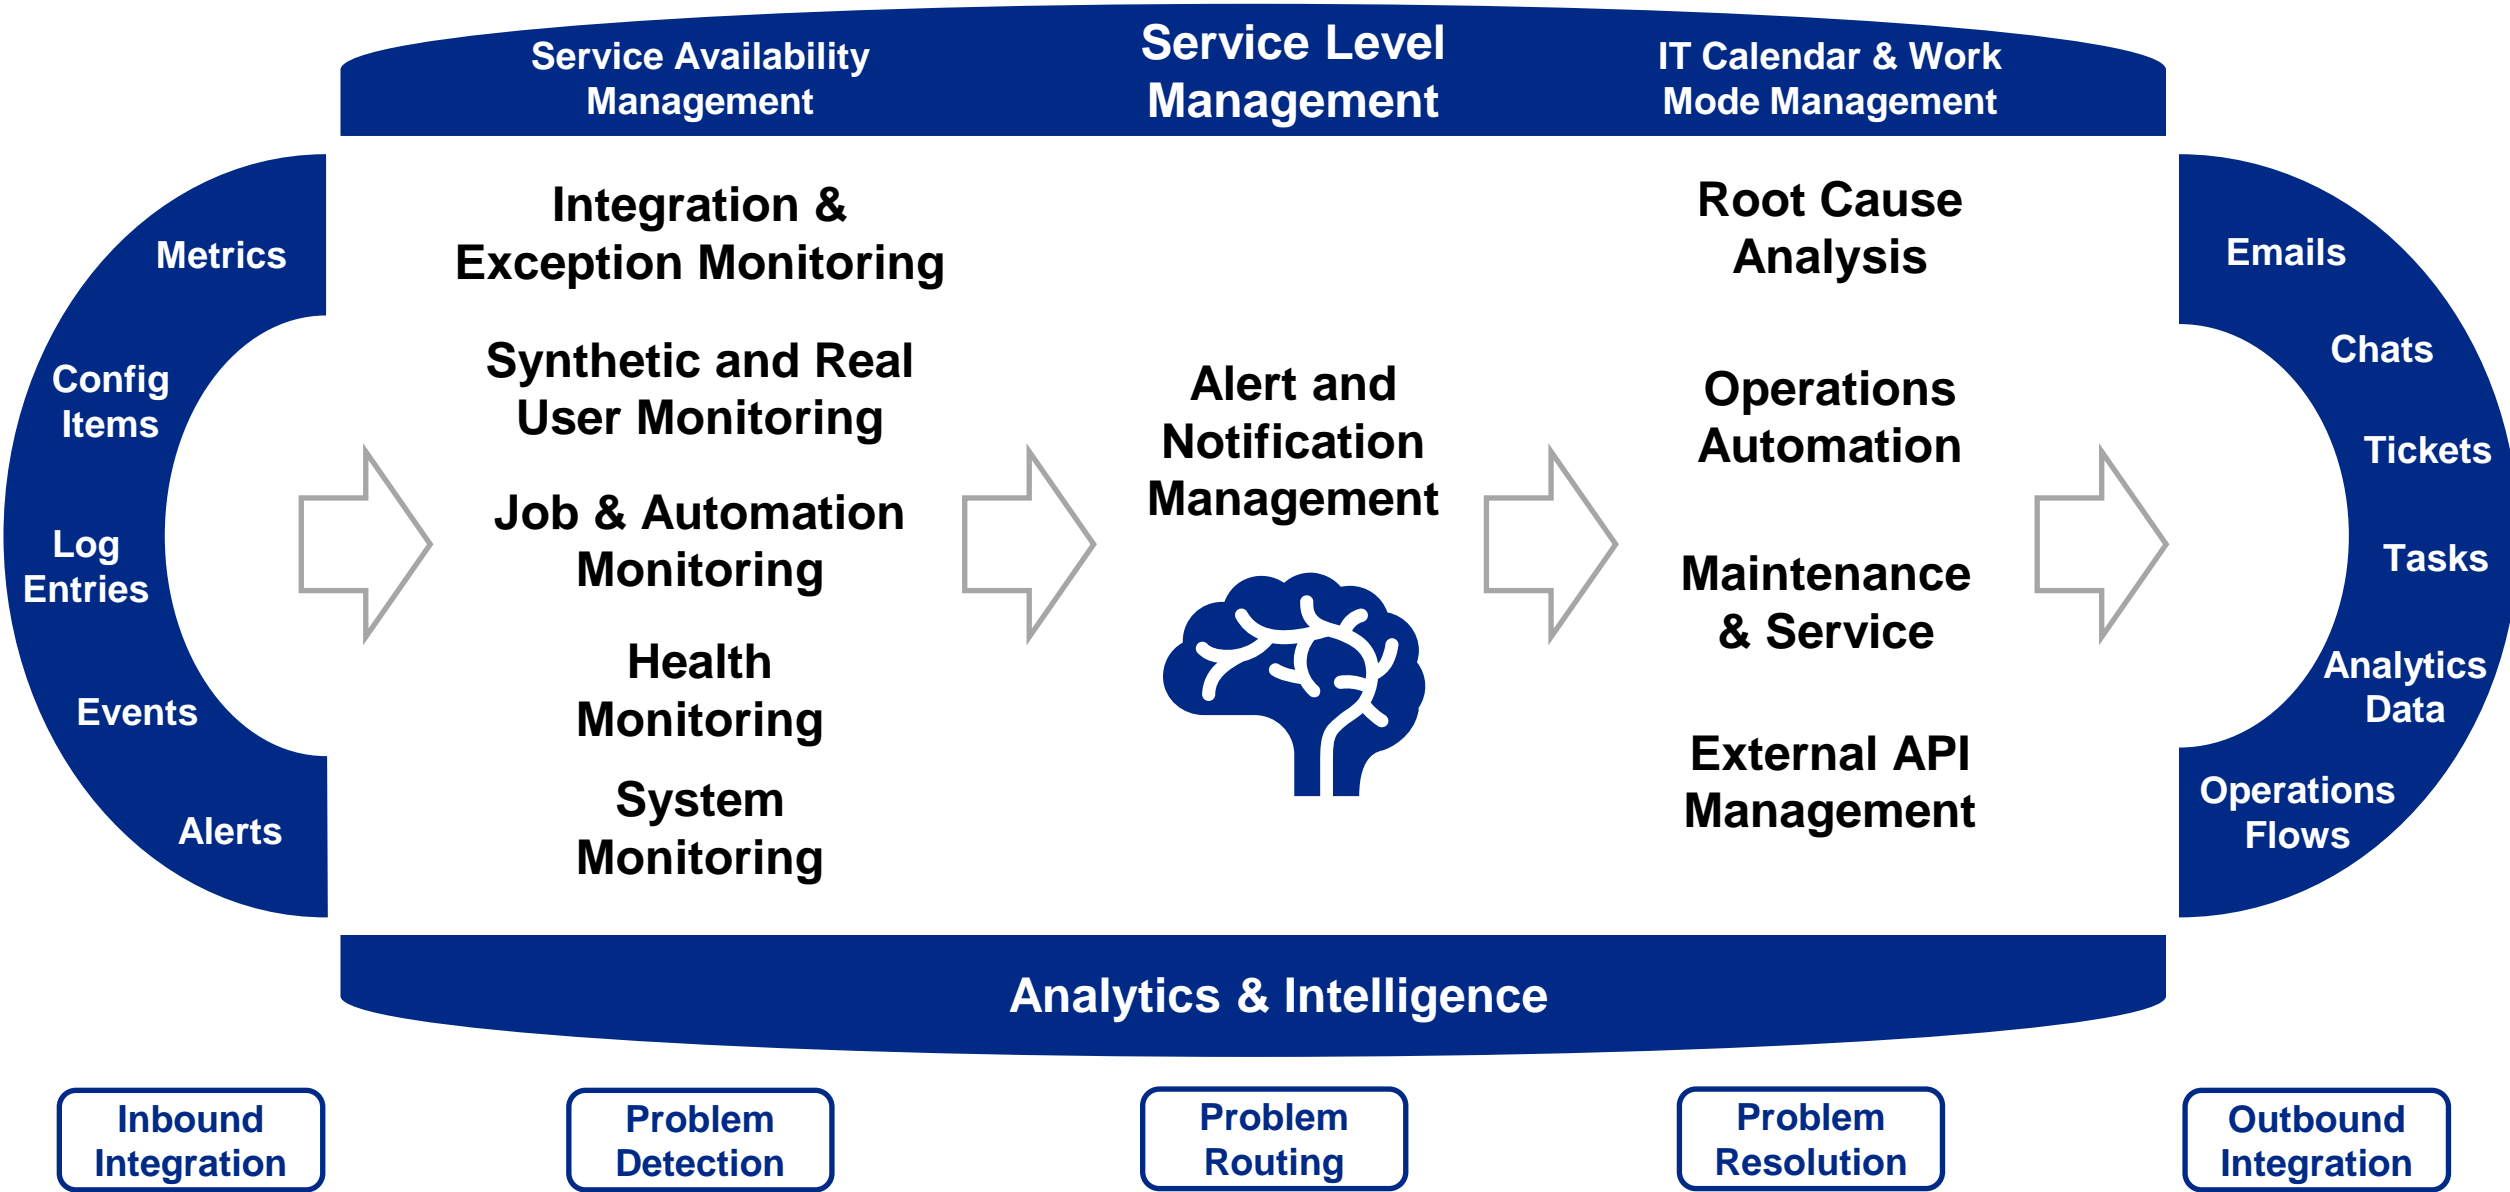 Service Availability
Management
Service Level
Management
IT Calendar & Work
Mode Management
Metrics
Config
Items
Log
Entries
Events
Alerts
Integration &
Exception Monitoring
Synthetic and Real
User Monitoring
Job & Automation
Monitoring
Health
Monitoring
System
Monitoring
Alert and
Notification
Management
Root Cause
Analysis
Operations
Automation
Maintenance
& Service
External API
Management
Emails
Chats
Tickets
Tasks
Analytics
Data
Operations
Flows
Analytics & Intelligence
Inbound
Integration
Problem
Detection
Problem
Routing
Problem
Resolution
Outbound
Integration